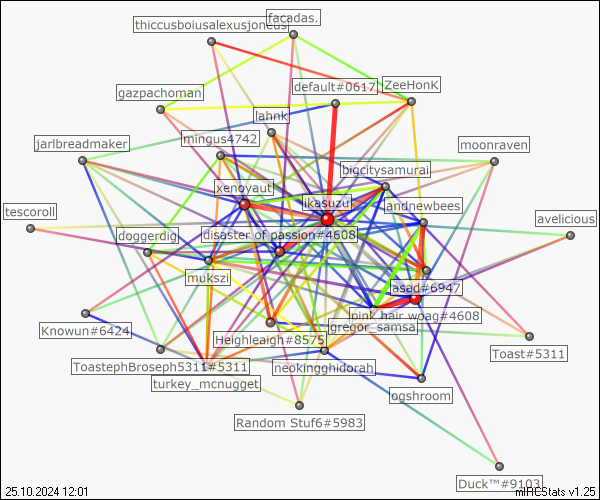 thiccusboiusalexusjoneus
facadas.
default#0617
ZeeHonK
gazpachoman
lahnk
mingus4742
jarlbreadmaker
moonraven
bigcitysamurai
xenoyaut
ikasuzu
andnewbees
tescoroll
avelicious
doggerdig
disaster of passion#4608
mukszi
asad#6947
pink hair woag#4608
gregor_samsa
Knowun#6424
Heighleaigh#8575
Toast#5311
ToastephBroseph5311#5311
neokingghidorah
turkey_mcnugget
ogshroom
Random Stuf6#5983
Duck™#9103
25.10.2024 12:01
mIRCStats v1.25